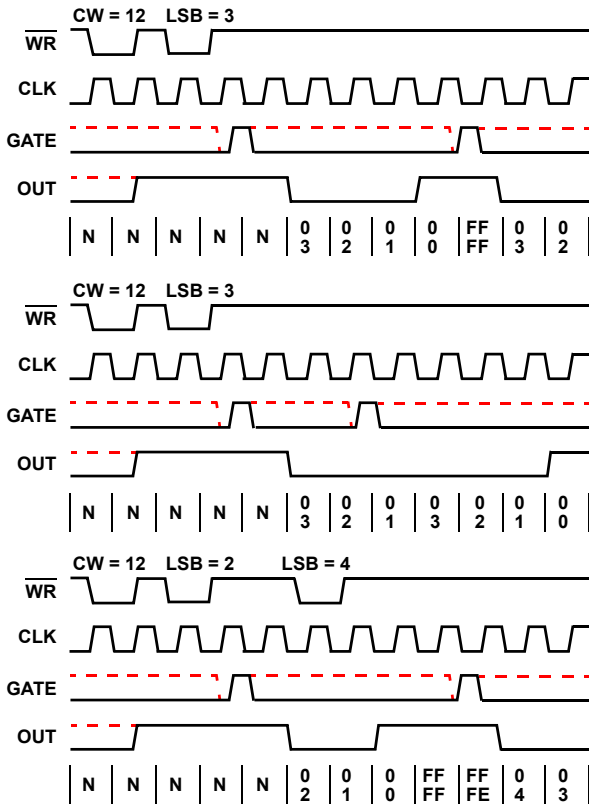 CW = 12 LSB = 3
WR
CLK
GATE
OUT
N N N N N 0 0 0 0 FF 0 0
3 2 1 0 FF 3 2
CW = 12 LSB = 3
WR
CLK
GATE
OUT
N N N N N 0 0 0 0 0 0 0
3 2 1 3 2 1 0
CW = 12 LSB = 2 LSB = 4
WR
CLK
GATE
OUT
N N N N N 0 0 0 FF FF 0 0
2 1 0 FF FE 4 3